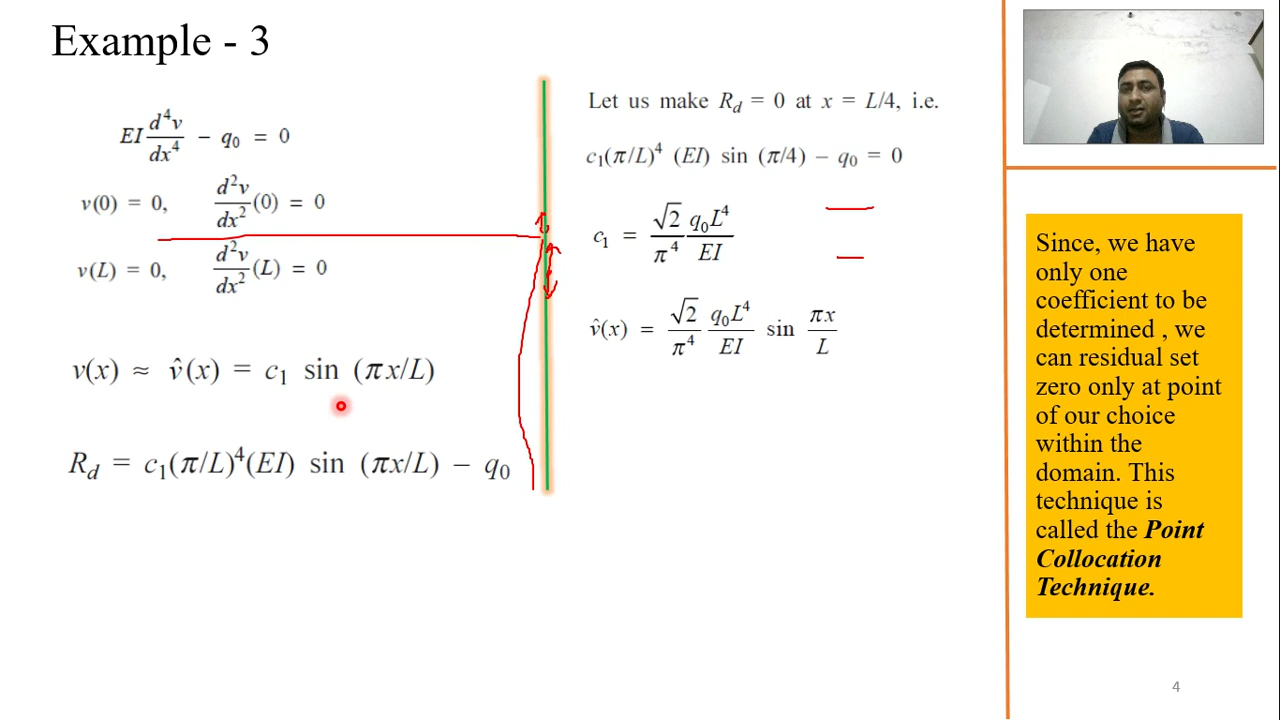 Example - 3
EI d⁴v/dx⁴ − q₀ = 0
v(0) = 0, d²v/dx² (0) = 0
v(L) = 0, d²v/dx² (L) = 0
v(x) ≈ v̂(x) = c₁ sin (πx/L)
R_d = c₁(π/L)⁴(EI) sin (πx/L) − q₀
Let us make R_d = 0 at x = L/4, i.e.
c₁(π/L)⁴ (EI) sin (π/4) − q₀ = 0
c₁ = √2/π⁴ q₀L⁴/EI
v̂(x) = √2/π⁴ q₀L⁴/EI sin πx/L
Since, we have
only one
coefficient to be
determined , we
can residual set
zero only at point
of our choice
within the
domain. This
technique is
called the Point
Collocation
Technique.
4